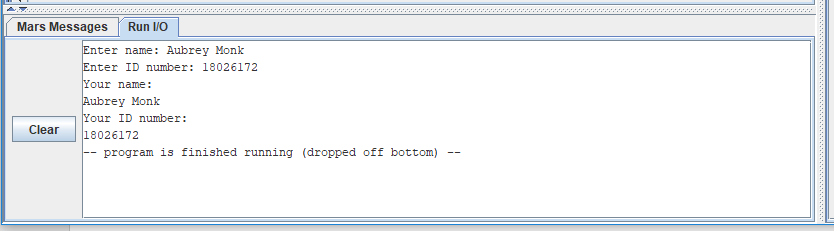 Mars Messages Run I/O
Enter name: Aubrey Monk
Enter ID number: 18026172
Your name:
Aubrey Monk
Your ID number:
18026172
-- program is finished running (dropped off bottom) --
Clear